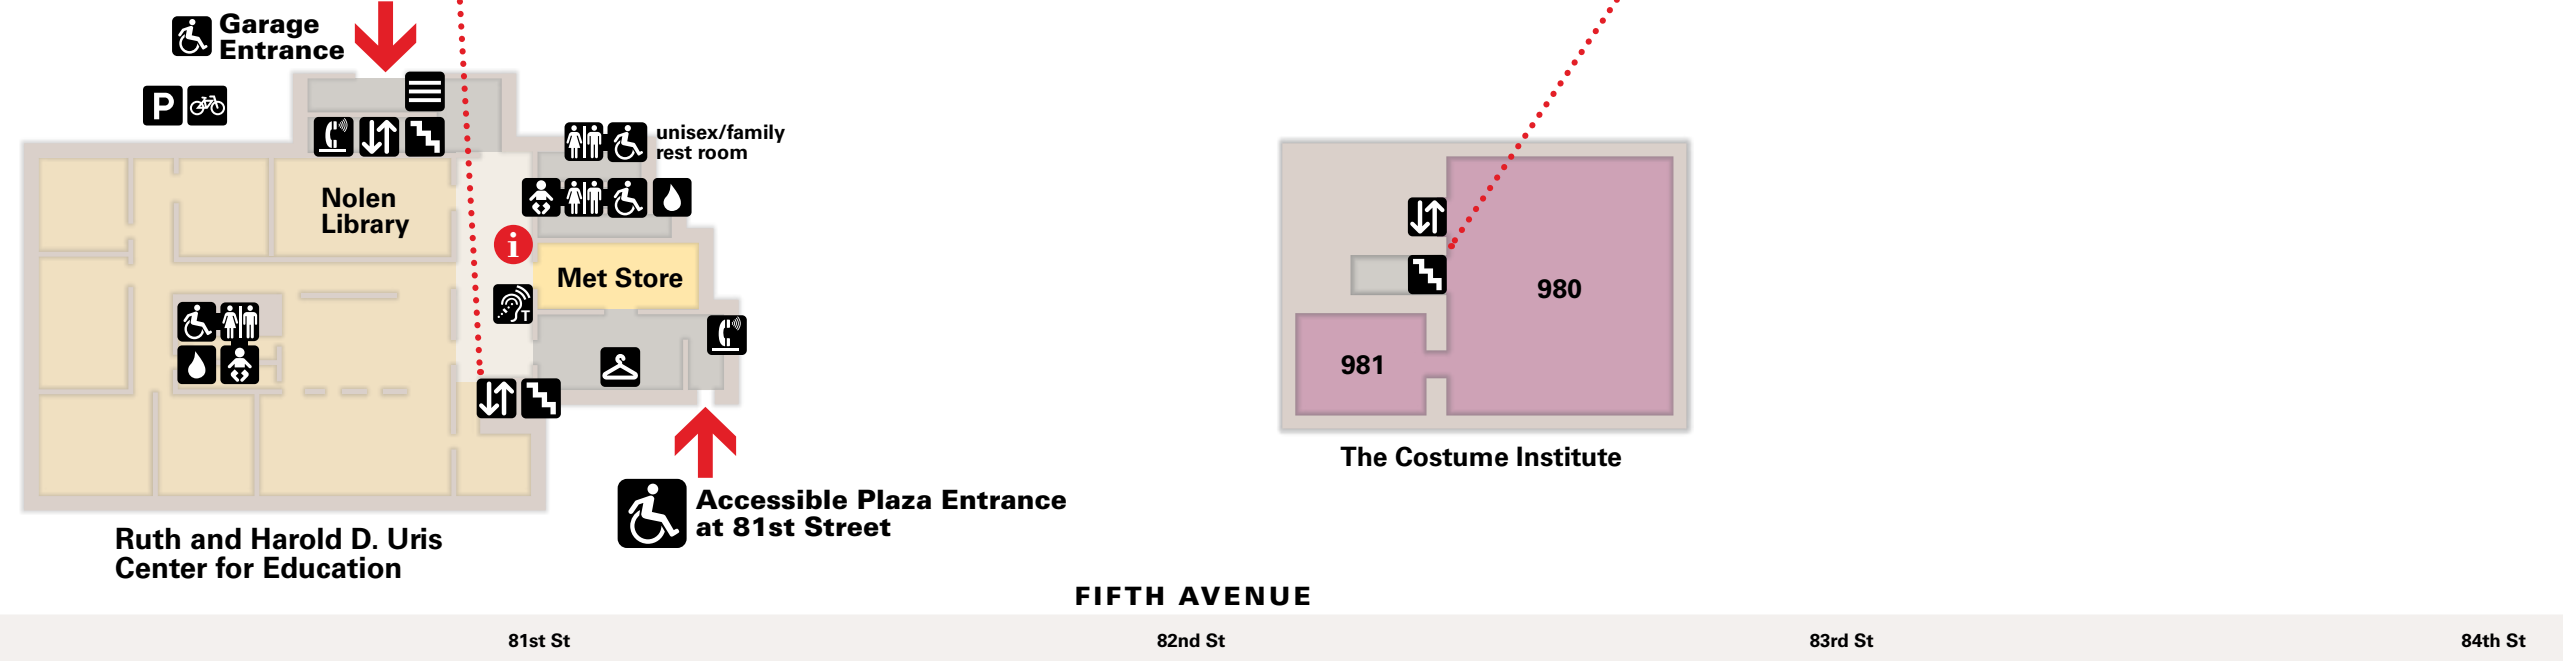 Garage
Entrance
P
unisex/family
rest room
Nolen
Library
i
Met Store
T
980
981
The Costume Institute
Accessible Plaza Entrance
at 81st Street
Ruth and Harold D. Uris
Center for Education
FIFTH AVENUE
81st St
82nd St
83rd St
84th St